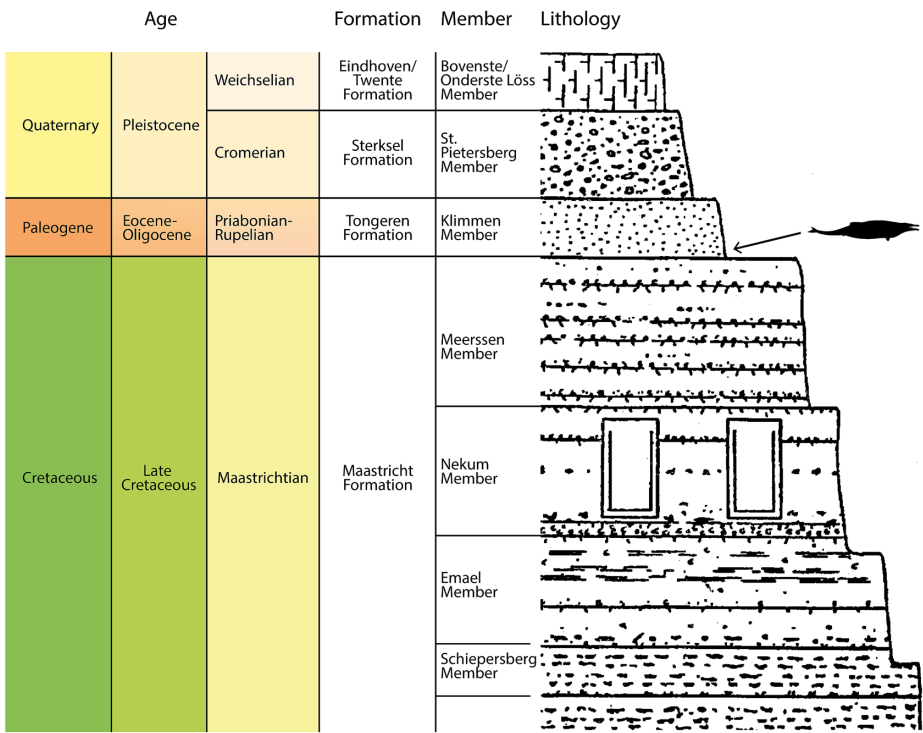 Age
Formation
Member
Lithology
Quaternary
Pleistocene
Weichselian
Eindhoven/
Twente
Formation
Bovenste/
Onderste Löss
Member
Cromerian
Sterksel
Formation
St.
Pietersberg
Member
Paleogene
Eocene-
Oligocene
Priabonian-
Rupelian
Tongeren
Formation
Klimmen
Member
Cretaceous
Late
Cretaceous
Maastrichtian
Maastricht
Formation
Meerssen
Member
Nekum
Member
Emael
Member
Schiepersberg
Member